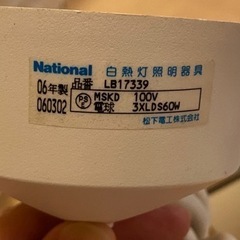 National 白熱灯照明器具
06年製 品番 LB17339
060302 PSE MSKD 100V
電球 3XLDS60W
松下電工株式会社